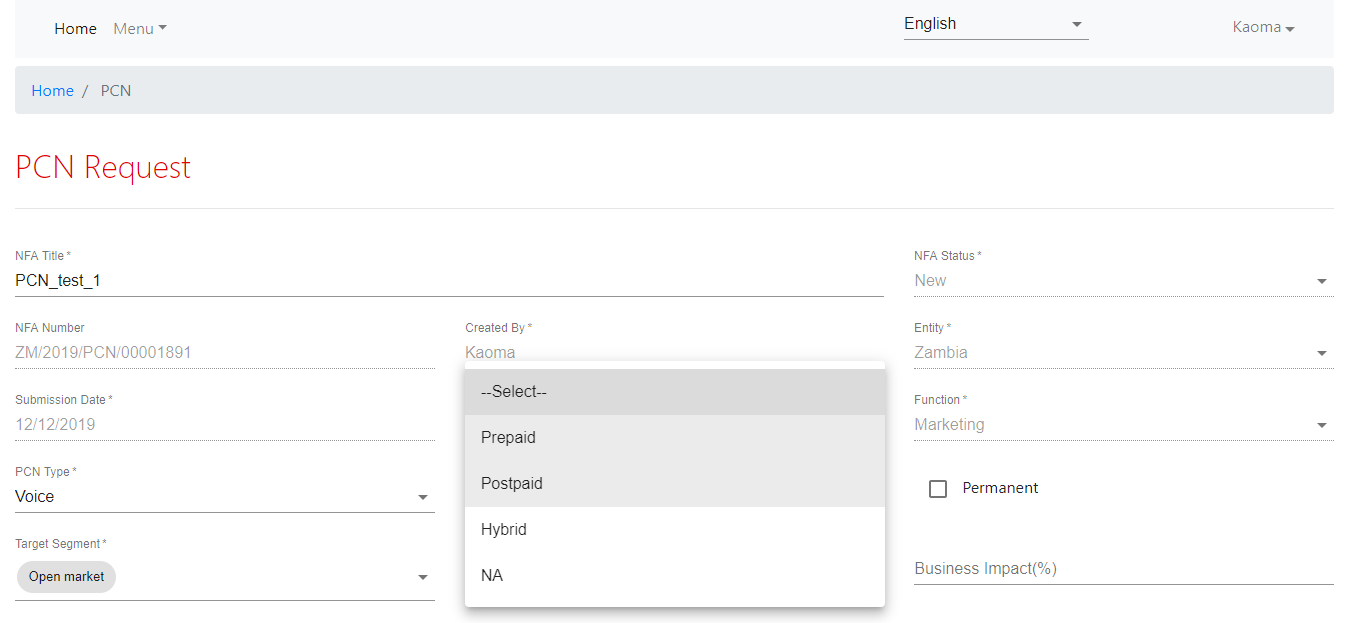 Home Menu English Kaoma
Home / PCN
PCN Request
NFA Title *
PCN_test_1
NFA Status *
New
NFA Number
ZM/2019/PCN/00001891
Created By *
Kaoma
Entity *
Zambia
Submission Date *
12/12/2019
--Select--
Prepaid
Postpaid
Hybrid
NA
Function *
Marketing
PCN Type *
Voice
Permanent
Target Segment *
Open market
Business Impact(%)